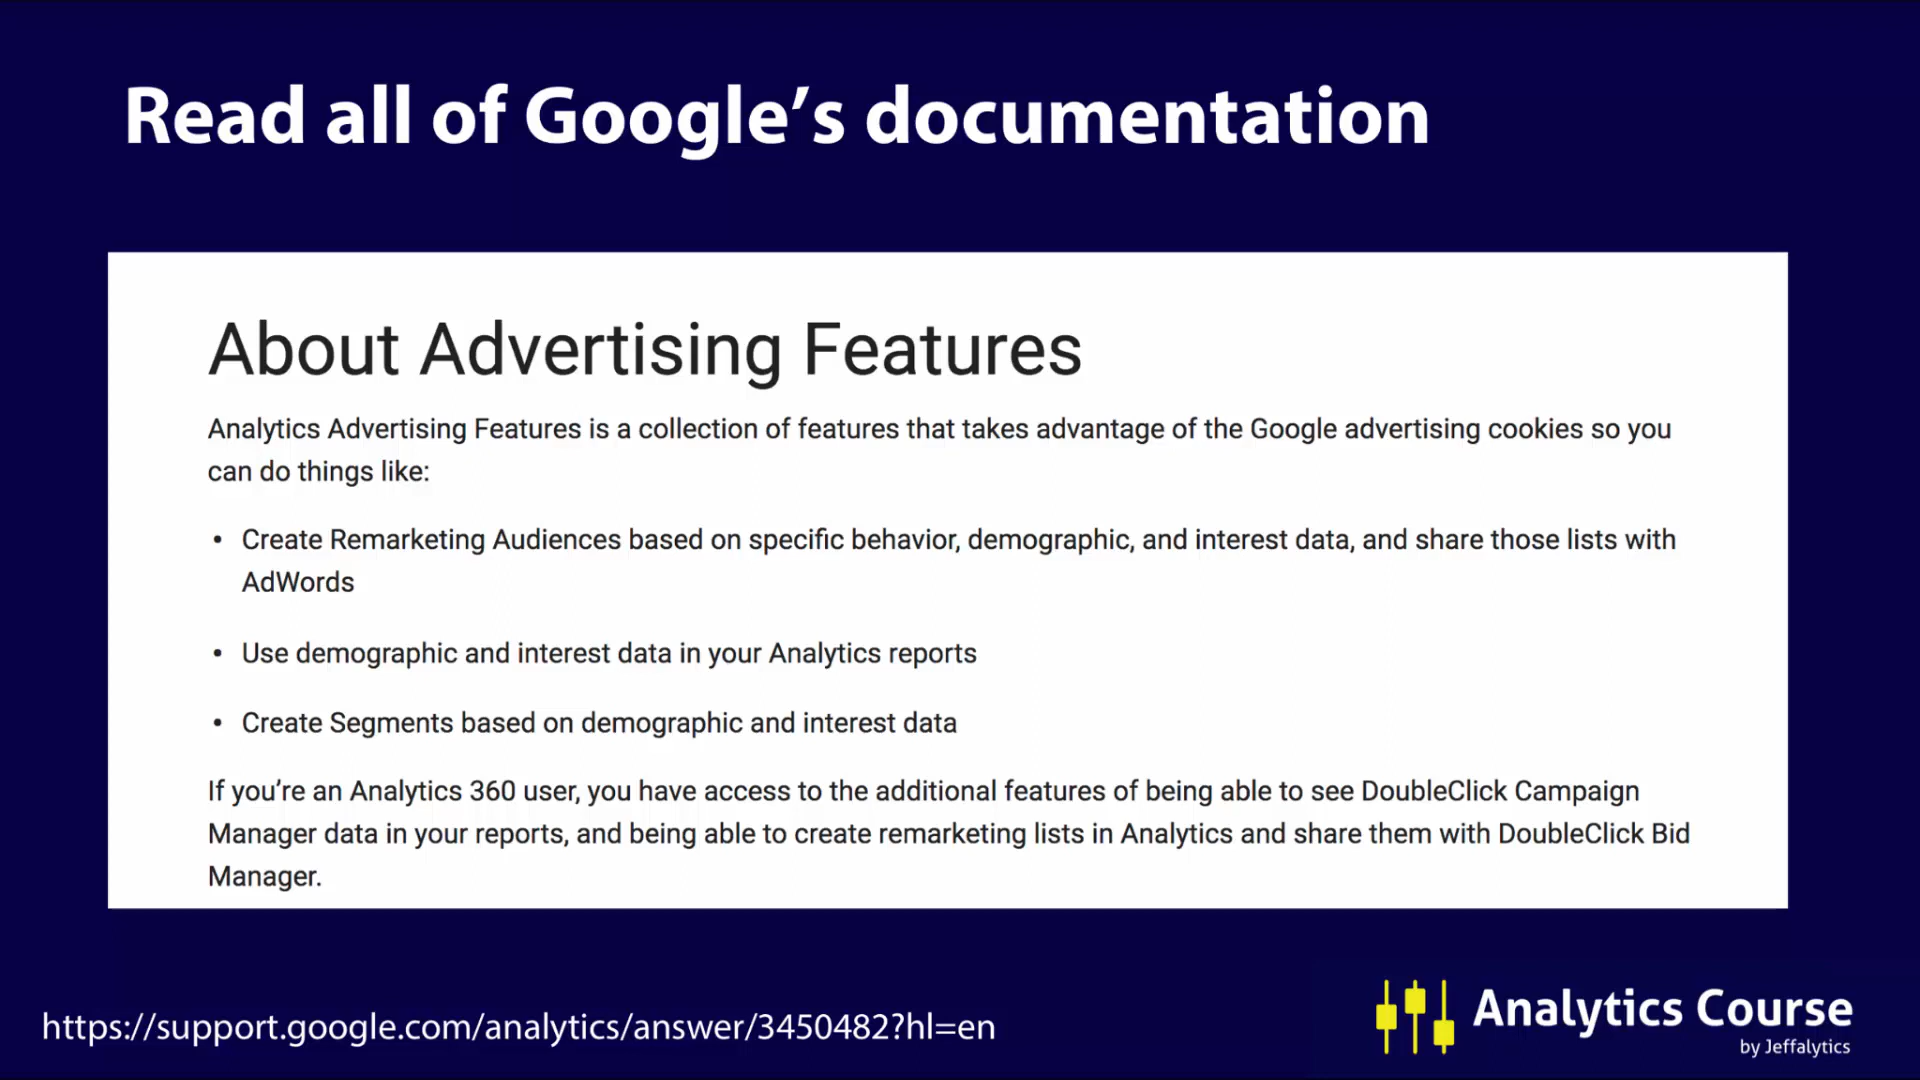 Read all of Google’s documentation
About Advertising Features
Analytics Advertising Features is a collection of features that takes advantage of the Google advertising cookies so you
can do things like:
• Create Remarketing Audiences based on specific behavior, demographic, and interest data, and share those lists with
AdWords
• Use demographic and interest data in your Analytics reports
• Create Segments based on demographic and interest data
If you’re an Analytics 360 user, you have access to the additional features of being able to see DoubleClick Campaign
Manager data in your reports, and being able to create remarketing lists in Analytics and share them with DoubleClick Bid
Manager.
https://support.google.com/analytics/answer/3450482?hl=en
Analytics Course
by Jeffalytics